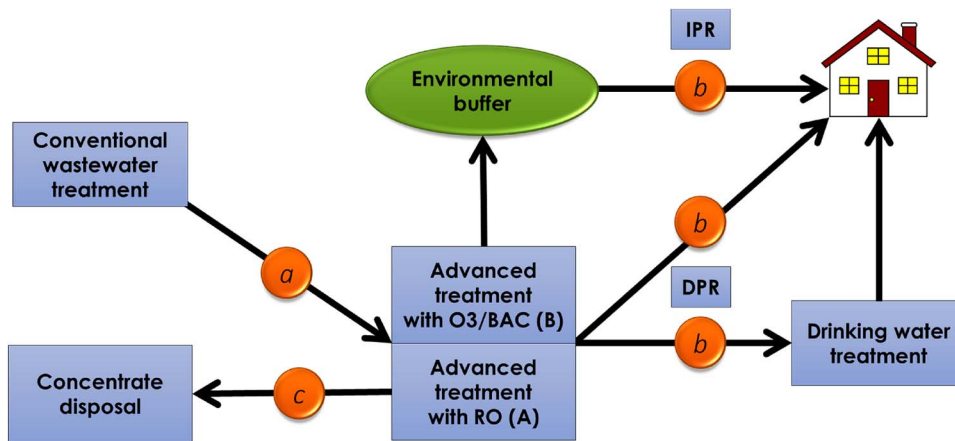 IPR
Environmental
buffer
b
Conventional
wastewater
treatment
b
a
Advanced
treatment
with O3/BAC (B)
DPR
b
Drinking water
treatment
Advanced
treatment
with RO (A)
Concentrate
disposal
c